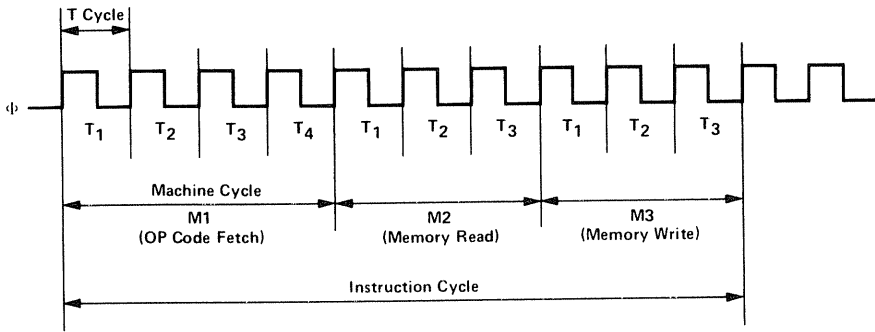 T Cycle
Φ
T1 T2 T3 T4 T1 T2 T3 T1 T2 T3
Machine Cycle
M1 M2 M3
(OP Code Fetch) (Memory Read) (Memory Write)
Instruction Cycle